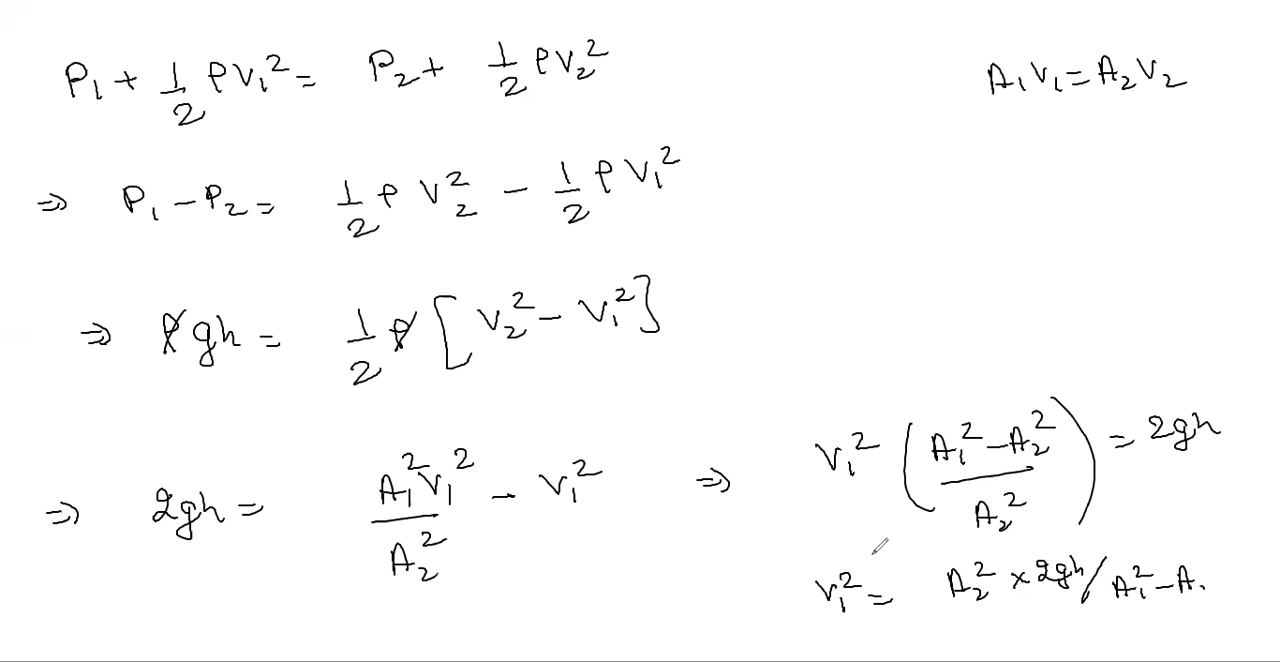 P₁ + 1/2 ρv₁² = P₂ + 1/2 ρv₂²
A₁V₁ = A₂V₂
⇒ P₁ − P₂ = 1/2 ρ V₂² − 1/2 ρ V₁²
⇒ ρgh = 1/2 ρ [V₂² − V₁²]
⇒ 2gh = A₁²V₁² / A₂² − V₁² ⇒ V₁² (A₁² − A₂² / A₂²) = 2gh
V₁² = A₂² × 2gh / A₁² − A.